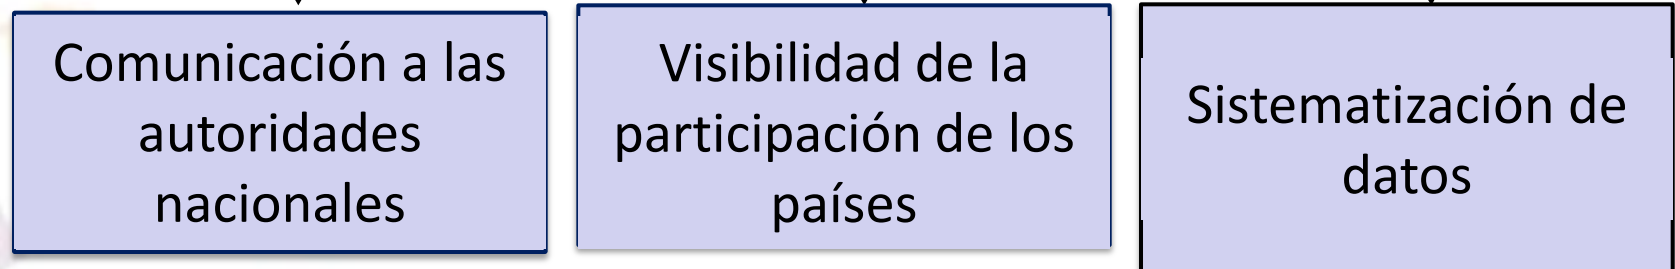 Comunicación a las
autoridades
nacionales
Visibilidad de la
participación de los
países
Sistematización de
datos